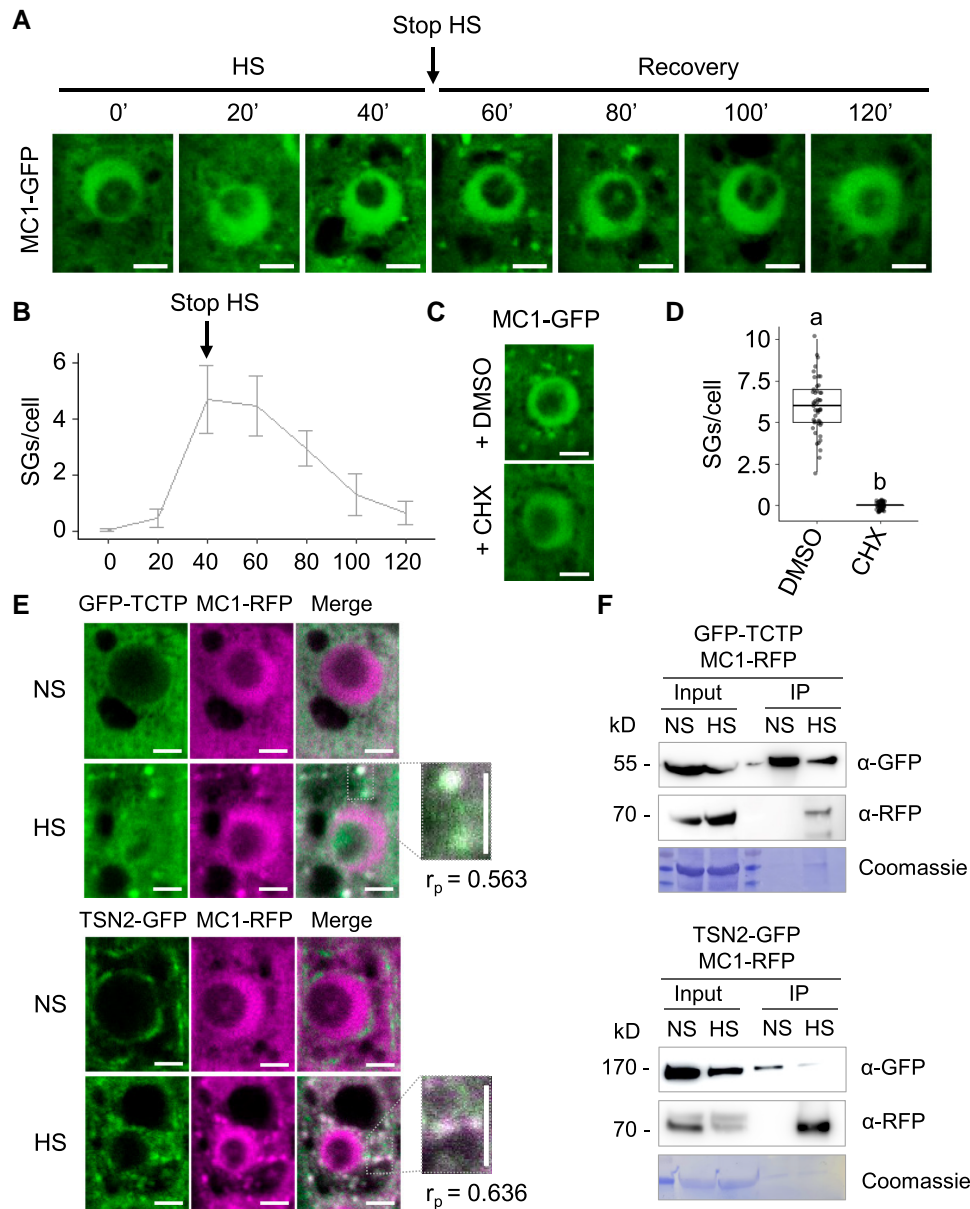 A
Stop HS
HS Recovery
0' 20' 40' 60' 80' 100' 120'
MC1-GFP
B
Stop HS
SGs/cell
6
4
2
0
0 20 40 60 80 100 120
C
MC1-GFP
+ DMSO
+ CHX
D
SGs/cell
10
7.5
5
2.5
0
a
b
DMSO
CHX
E
GFP-TCTP MC1-RFP Merge
NS
HS
rp = 0.563
TSN2-GFP MC1-RFP Merge
NS
HS
rp = 0.636
F
GFP-TCTP
MC1-RFP
Input IP
kD NS HS NS HS
55 - α-GFP
70 - α-RFP
Coomassie
TSN2-GFP
MC1-RFP
Input IP
kD NS HS NS HS
170 - α-GFP
70 - α-RFP
Coomassie